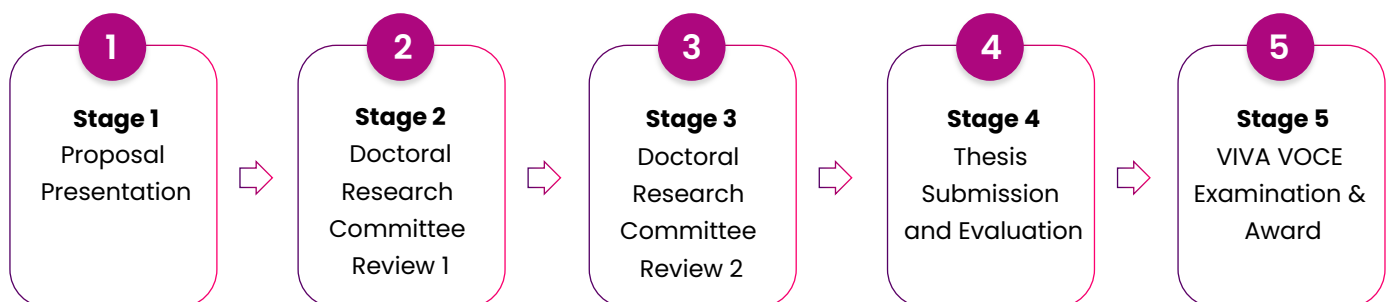 1
Stage 1
Proposal
Presentation
2
Stage 2
Doctoral
Research
Committee
Review 1
3
Stage 3
Doctoral
Research
Committee
Review 2
4
Stage 4
Thesis
Submission
and Evaluation
5
Stage 5
VIVA VOCE
Examination &
Award